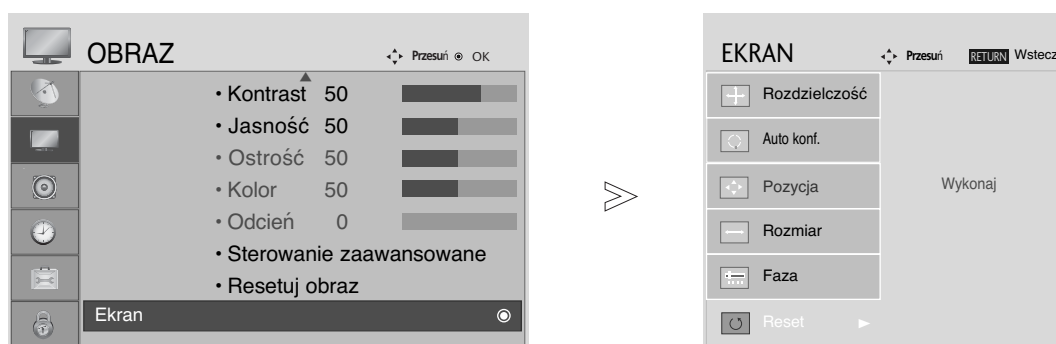 OBRAZ
Przesuń OK
• Kontrast 50
• Jasność 50
• Ostrość 50
• Kolor 50
• Odcień 0
• Sterowanie zaawansowane
• Resetuj obraz
Ekran
EKRAN
Przesuń RETURN Wstecz
Rozdzielczość
Auto konf.
Pozycja
Wykonaj
Rozmiar
Faza
Reset